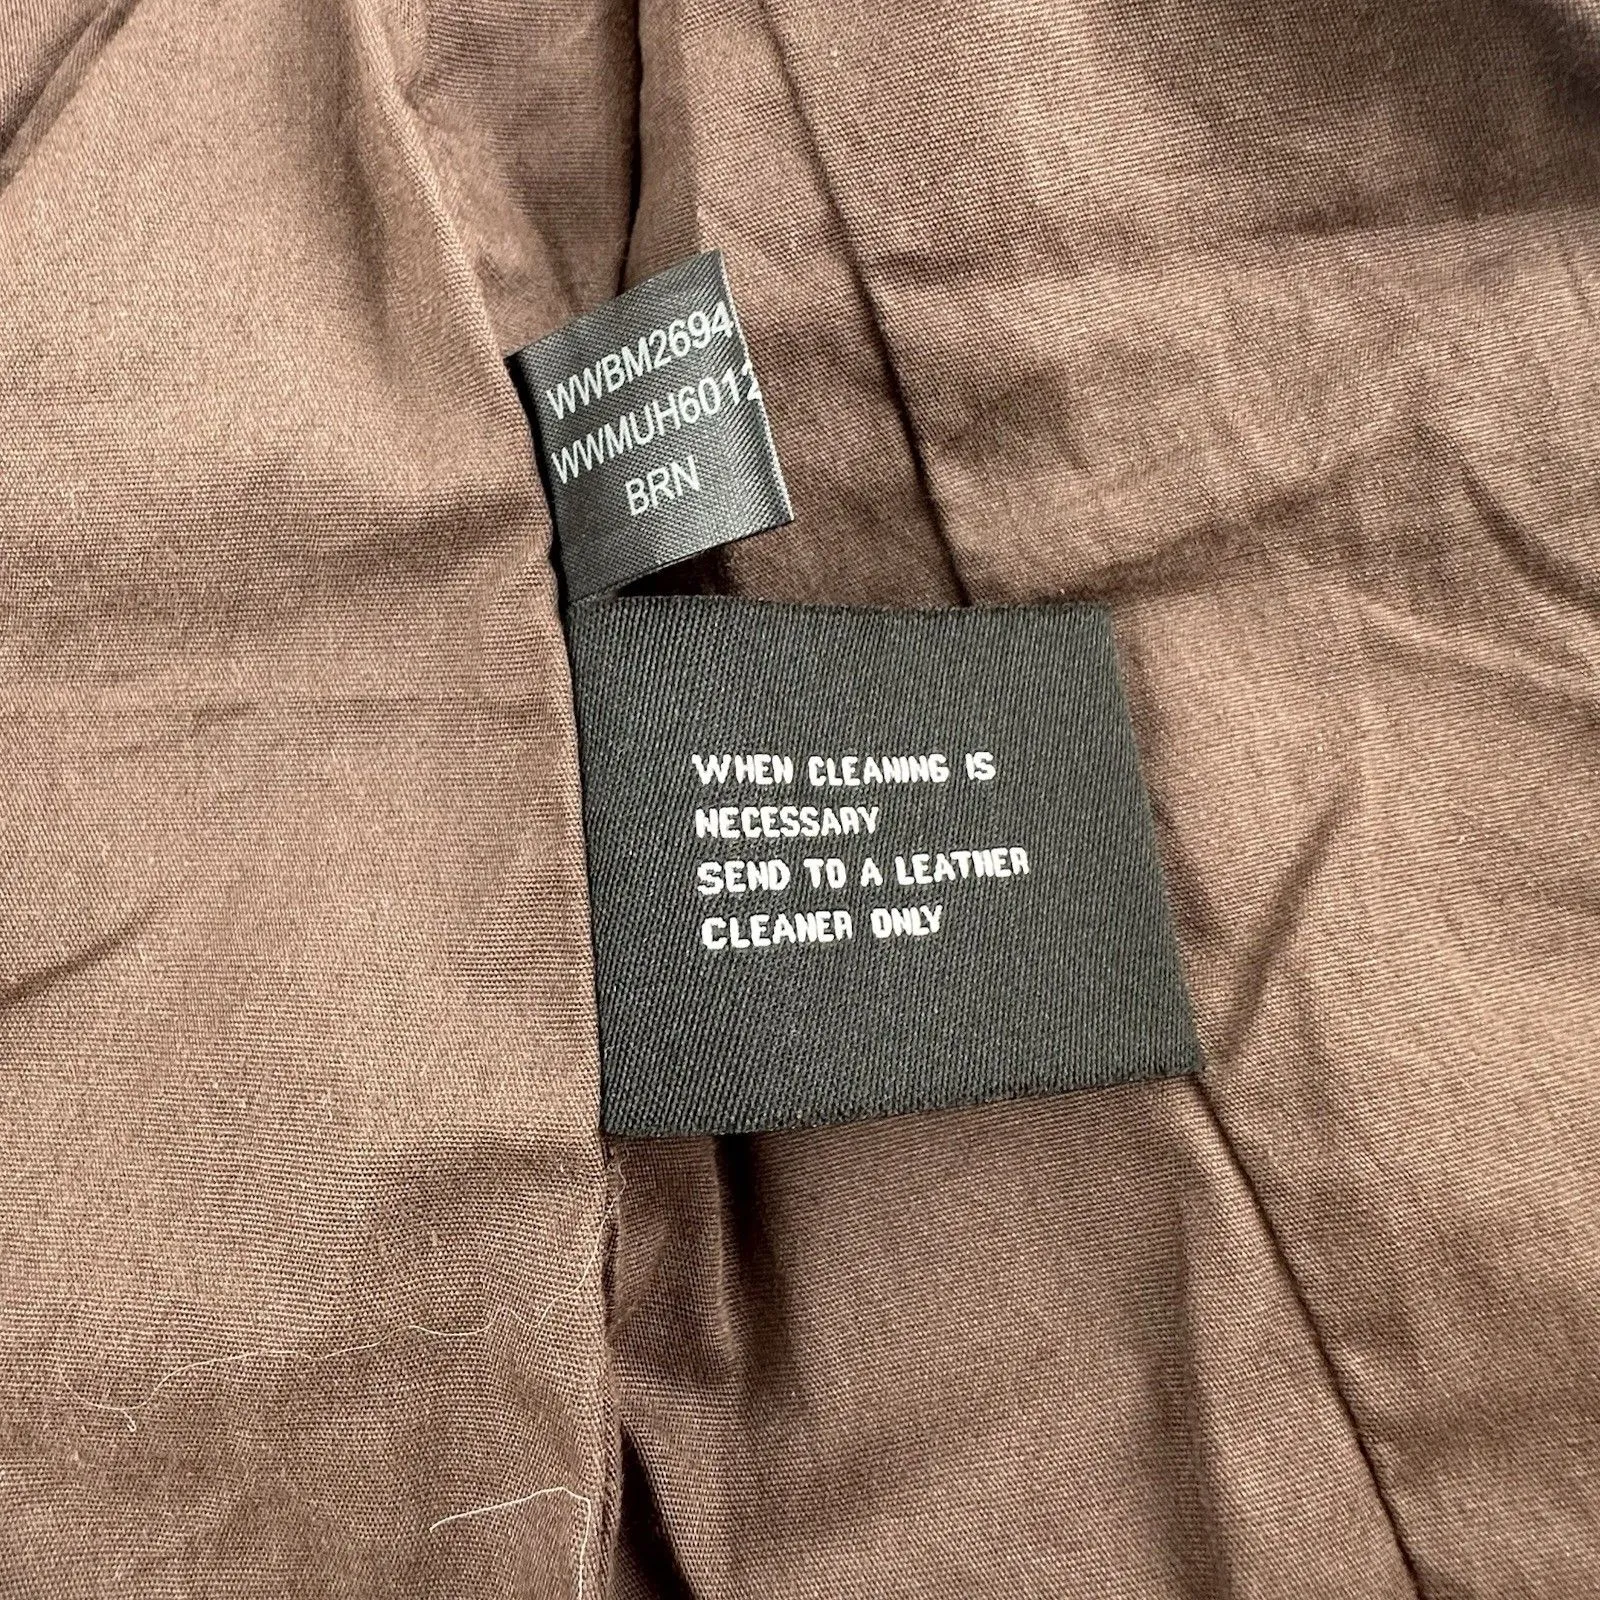 WWBM2694
WWMUH6012
BRN
WHEN CLEANING IS
NECESSARY
SEND TO A LEATHER
CLEANER ONLY